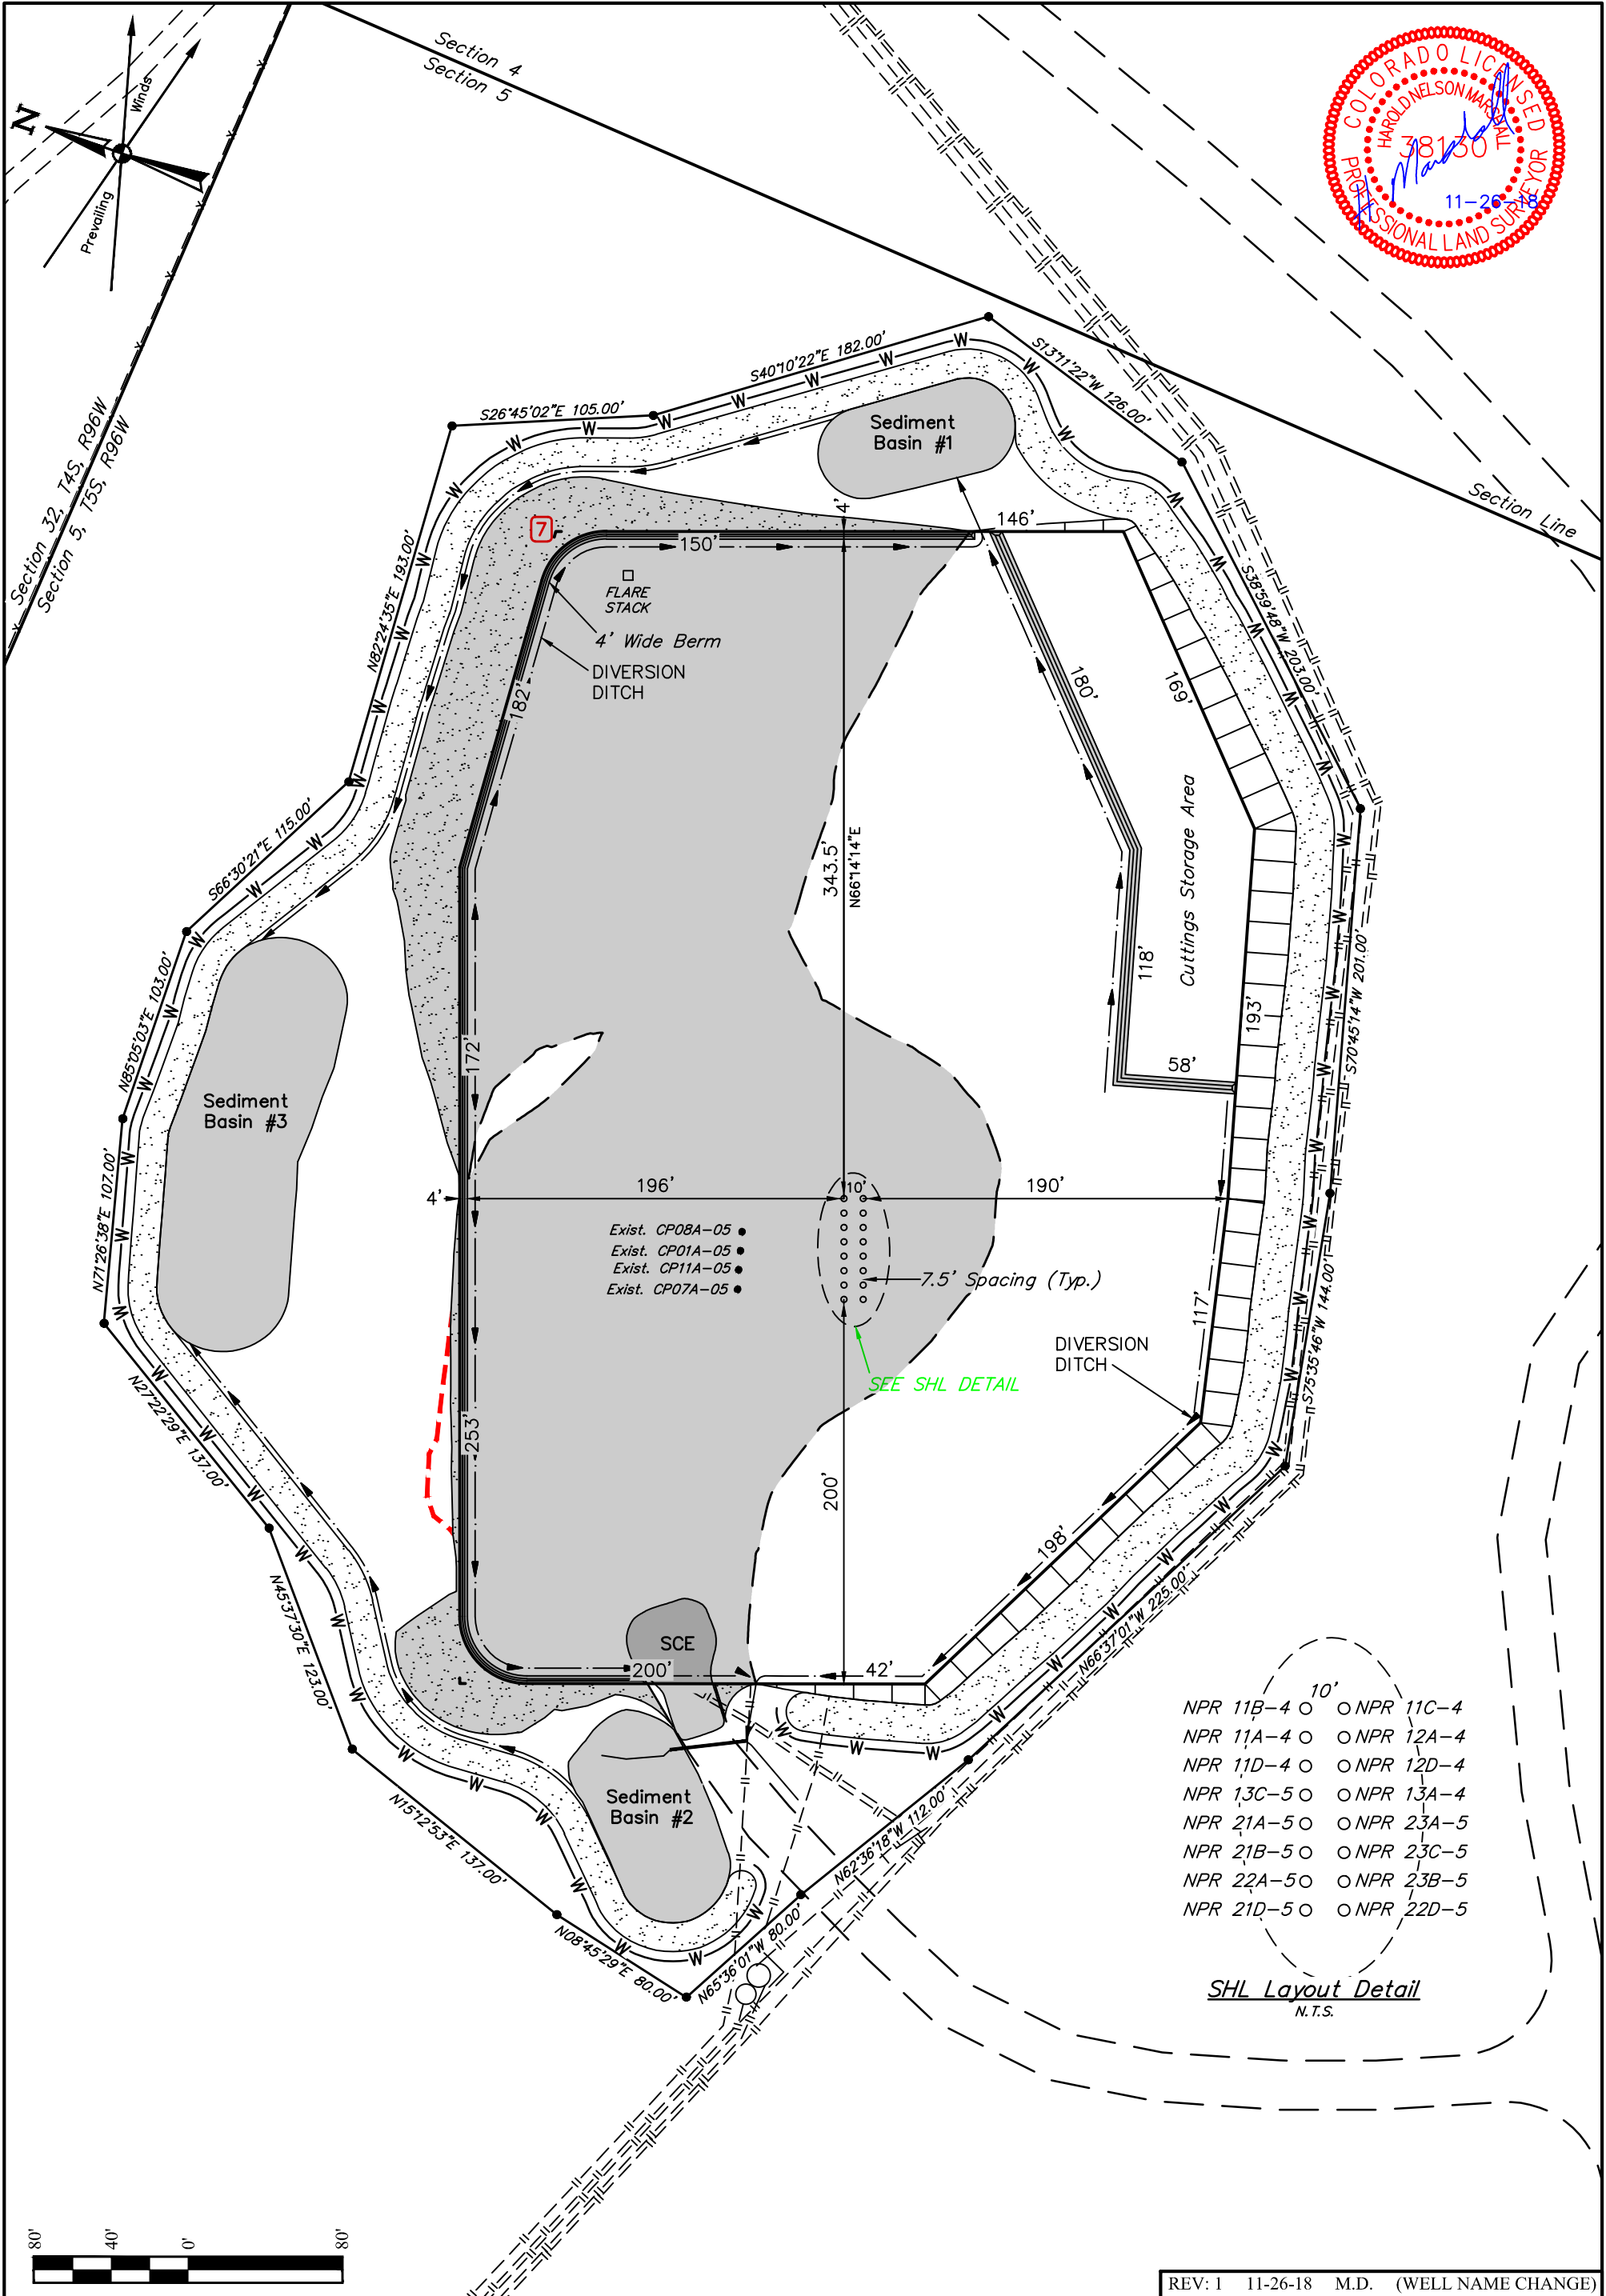 Section 4
Section 5
N
Winds
Prevailing
COLORADO LICENSED
HAROLD NELSON MARSHALL
38130
11-26-18
PROFESSIONAL LAND SURVEYOR
Section 32, T4S, R96W
Section 5, T5S, R96W
S40°10'22"E 182.00'
S13°11'22"W 126.00'
S26°45'02"E 105.00'
Sediment
Basin #1
Section Line
7
150'
4'
146'
FLARE
STACK
4' Wide Berm
DIVERSION
DITCH
N82°24'35"E 193.00'
182'
180'
169'
S38°59'48"W 203.00'
S66°30'21"E 115.00'
343.5'
N66°14'14"E
Cuttings Storage Area
118'
193'
S70°45'14"W 201.00'
N85°05'03"E 103.00'
172'
58'
Sediment
Basin #3
N71°26'38"E 107.00'
4'
196'
10'
190'
Exist. CP08A-05
Exist. CP01A-05
Exist. CP11A-05
Exist. CP07A-05
7.5' Spacing (Typ.)
117'
S75°35'46"W 144.00'
DIVERSION
DITCH
SEE SHL DETAIL
N27°22'29"E 137.00'
253'
200'
198'
N45°37'30"E 123.00'
SCE
200'
42'
N66°37'01"W 225.00'
Sediment
Basin #2
N15°12'53"E 137.00'
N62°36'18"W 112.00'
N08°45'29"E 80.00'
N65°36'01"W 80.00'
10'
NPR 11B-4 NPR 11C-4
NPR 11A-4 NPR 12A-4
NPR 11D-4 NPR 12D-4
NPR 13C-5 NPR 13A-4
NPR 21A-5 NPR 23A-5
NPR 21B-5 NPR 23C-5
NPR 22A-5 NPR 23B-5
NPR 21D-5 NPR 22D-5
SHL Layout Detail
N.T.S.
80' 40' 0' 80'
REV: 1 11-26-18 M.D. (WELL NAME CHANGE)